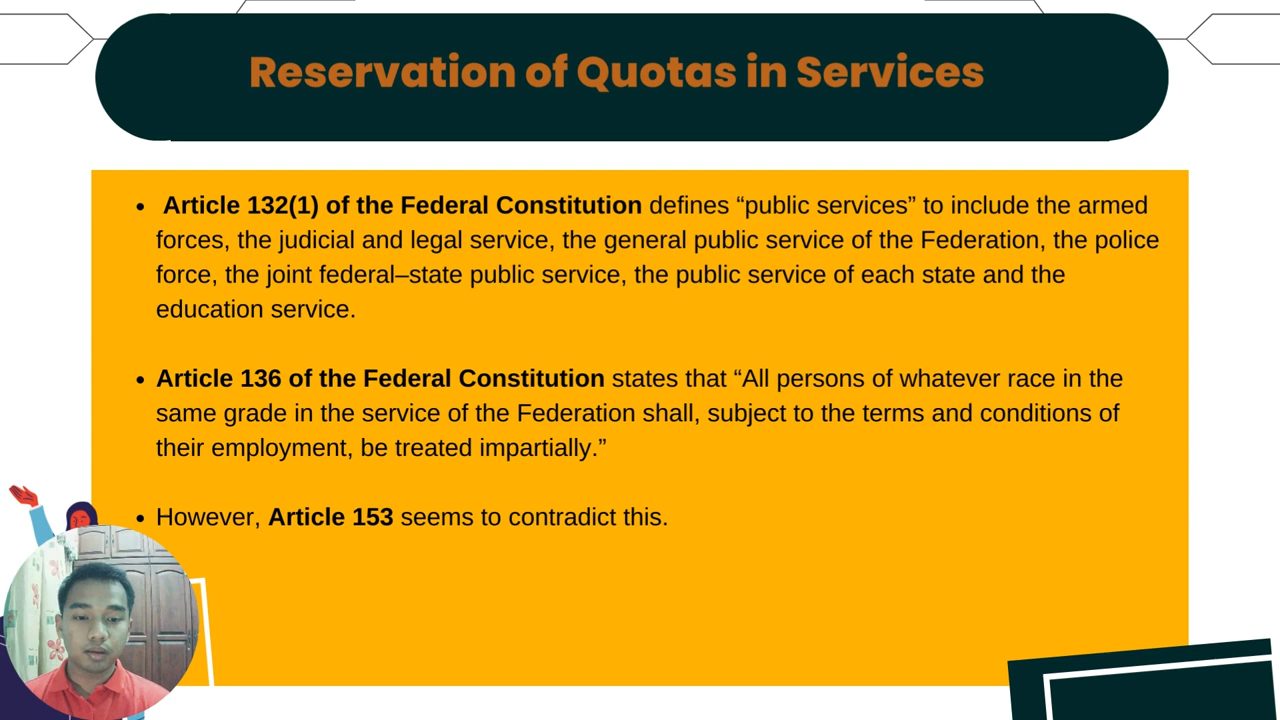 Reservation of Quotas in Services
• Article 132(1) of the Federal Constitution defines “public services” to include the armed
forces, the judicial and legal service, the general public service of the Federation, the police
force, the joint federal–state public service, the public service of each state and the
education service.
• Article 136 of the Federal Constitution states that “All persons of whatever race in the
same grade in the service of the Federation shall, subject to the terms and conditions of
their employment, be treated impartially.”
• However, Article 153 seems to contradict this.